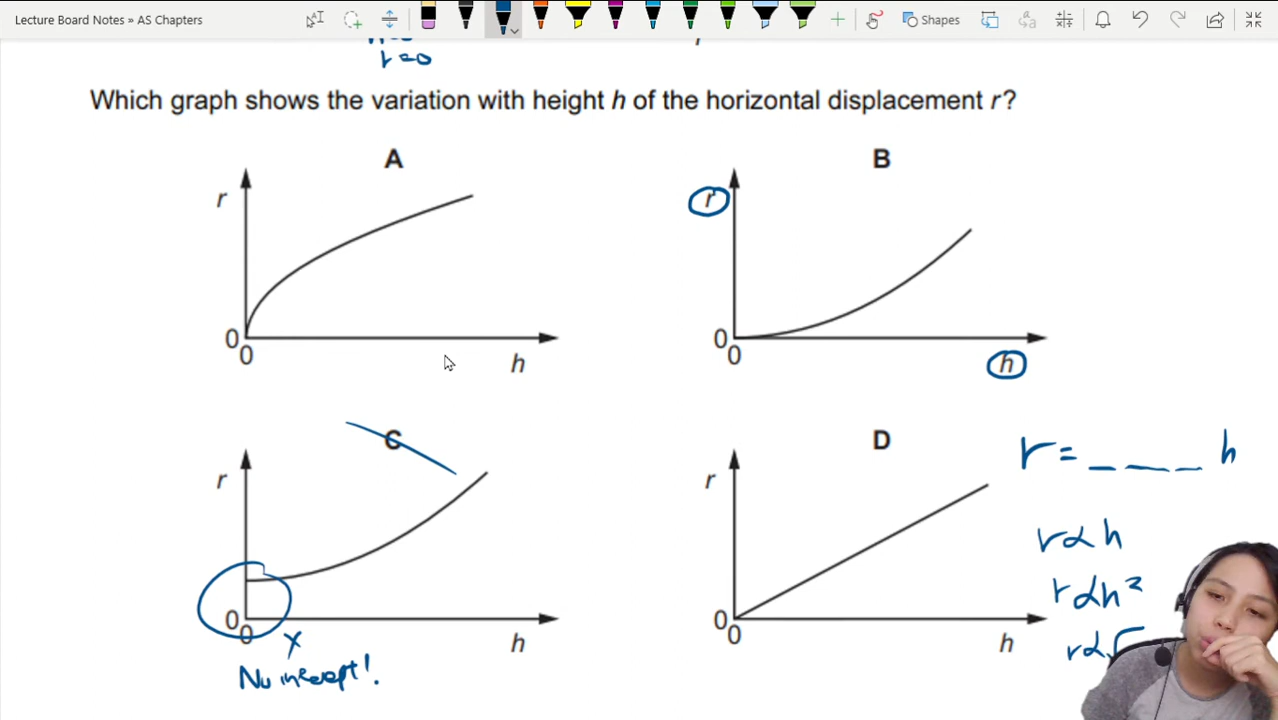 Lecture Board Notes » AS Chapters
Shapes
r=0
Which graph shows the variation with height h of the horizontal displacement r?
A
B
r
r
0
0
h
0
0
h
C
D
r = _ _ _ h
r
r
r∝h
r∝h²
r∝√
0
0
x
h
0
0
h
No intercept!